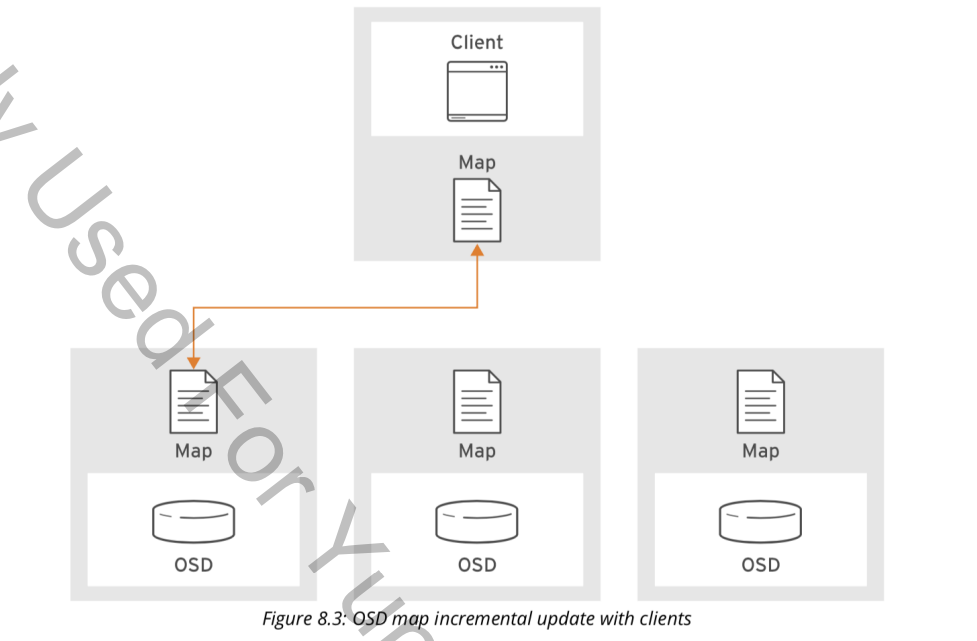 Client
Map
Map
Map
Map
OSD
OSD
OSD
Used For
Figure 8.3: OSD map incremental update with clients